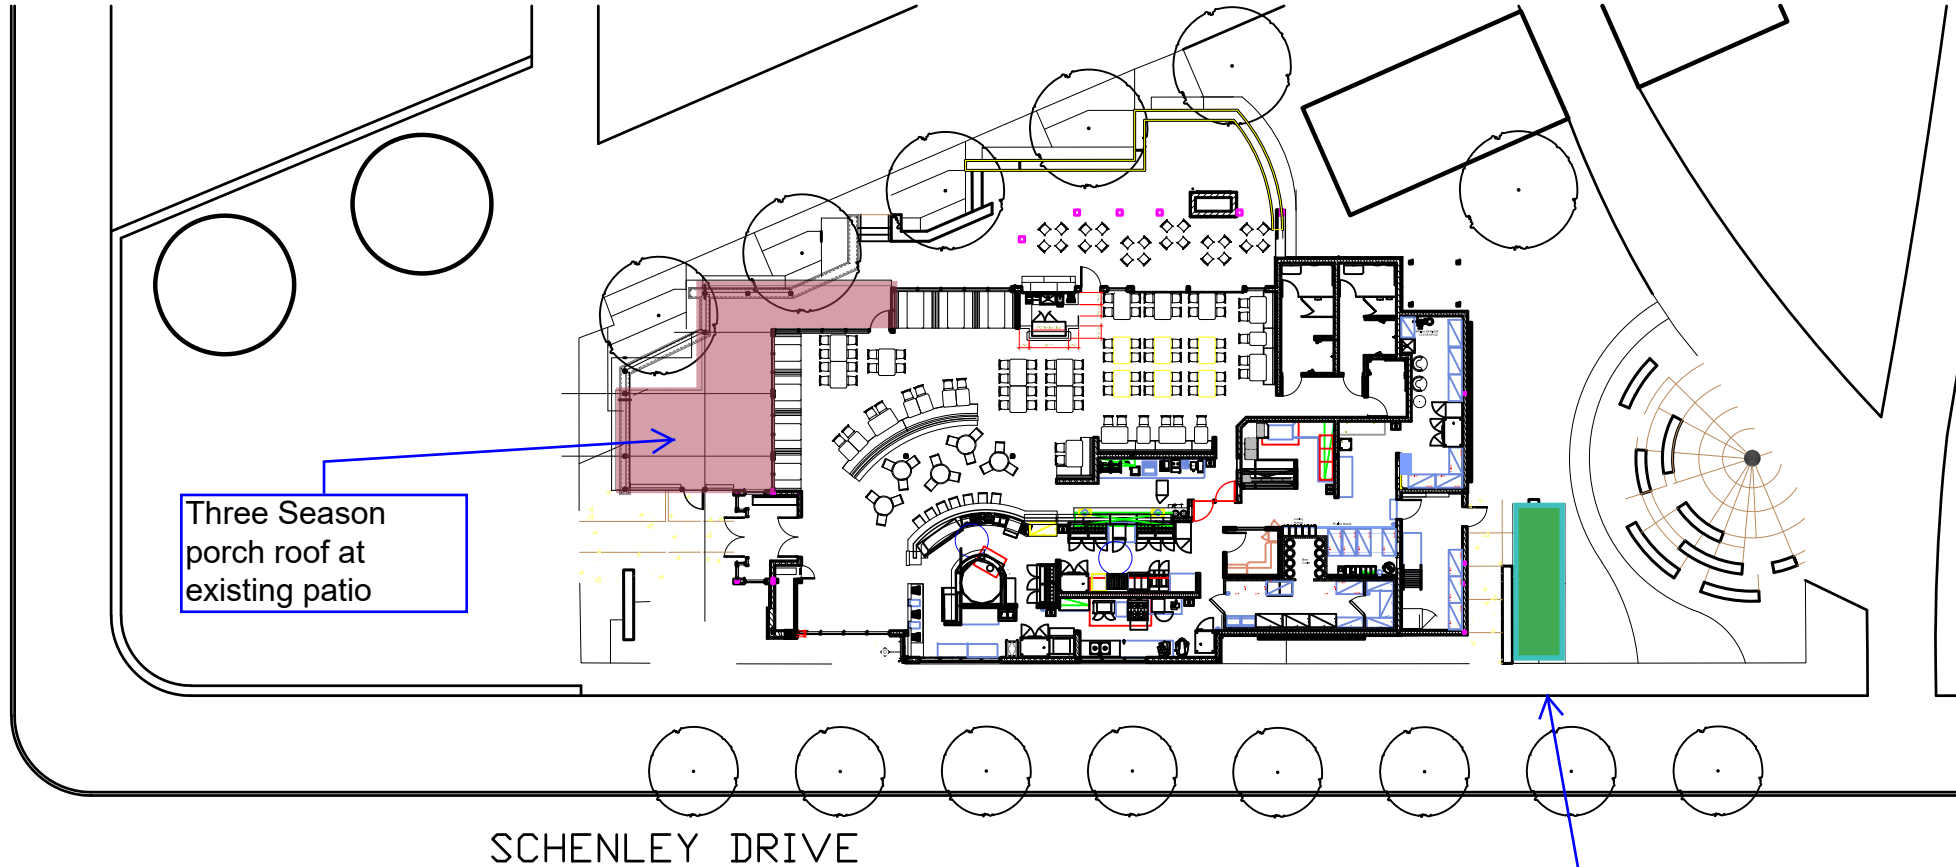 Three Season
porch roof at
existing patio
SCHENLEY DRIVE